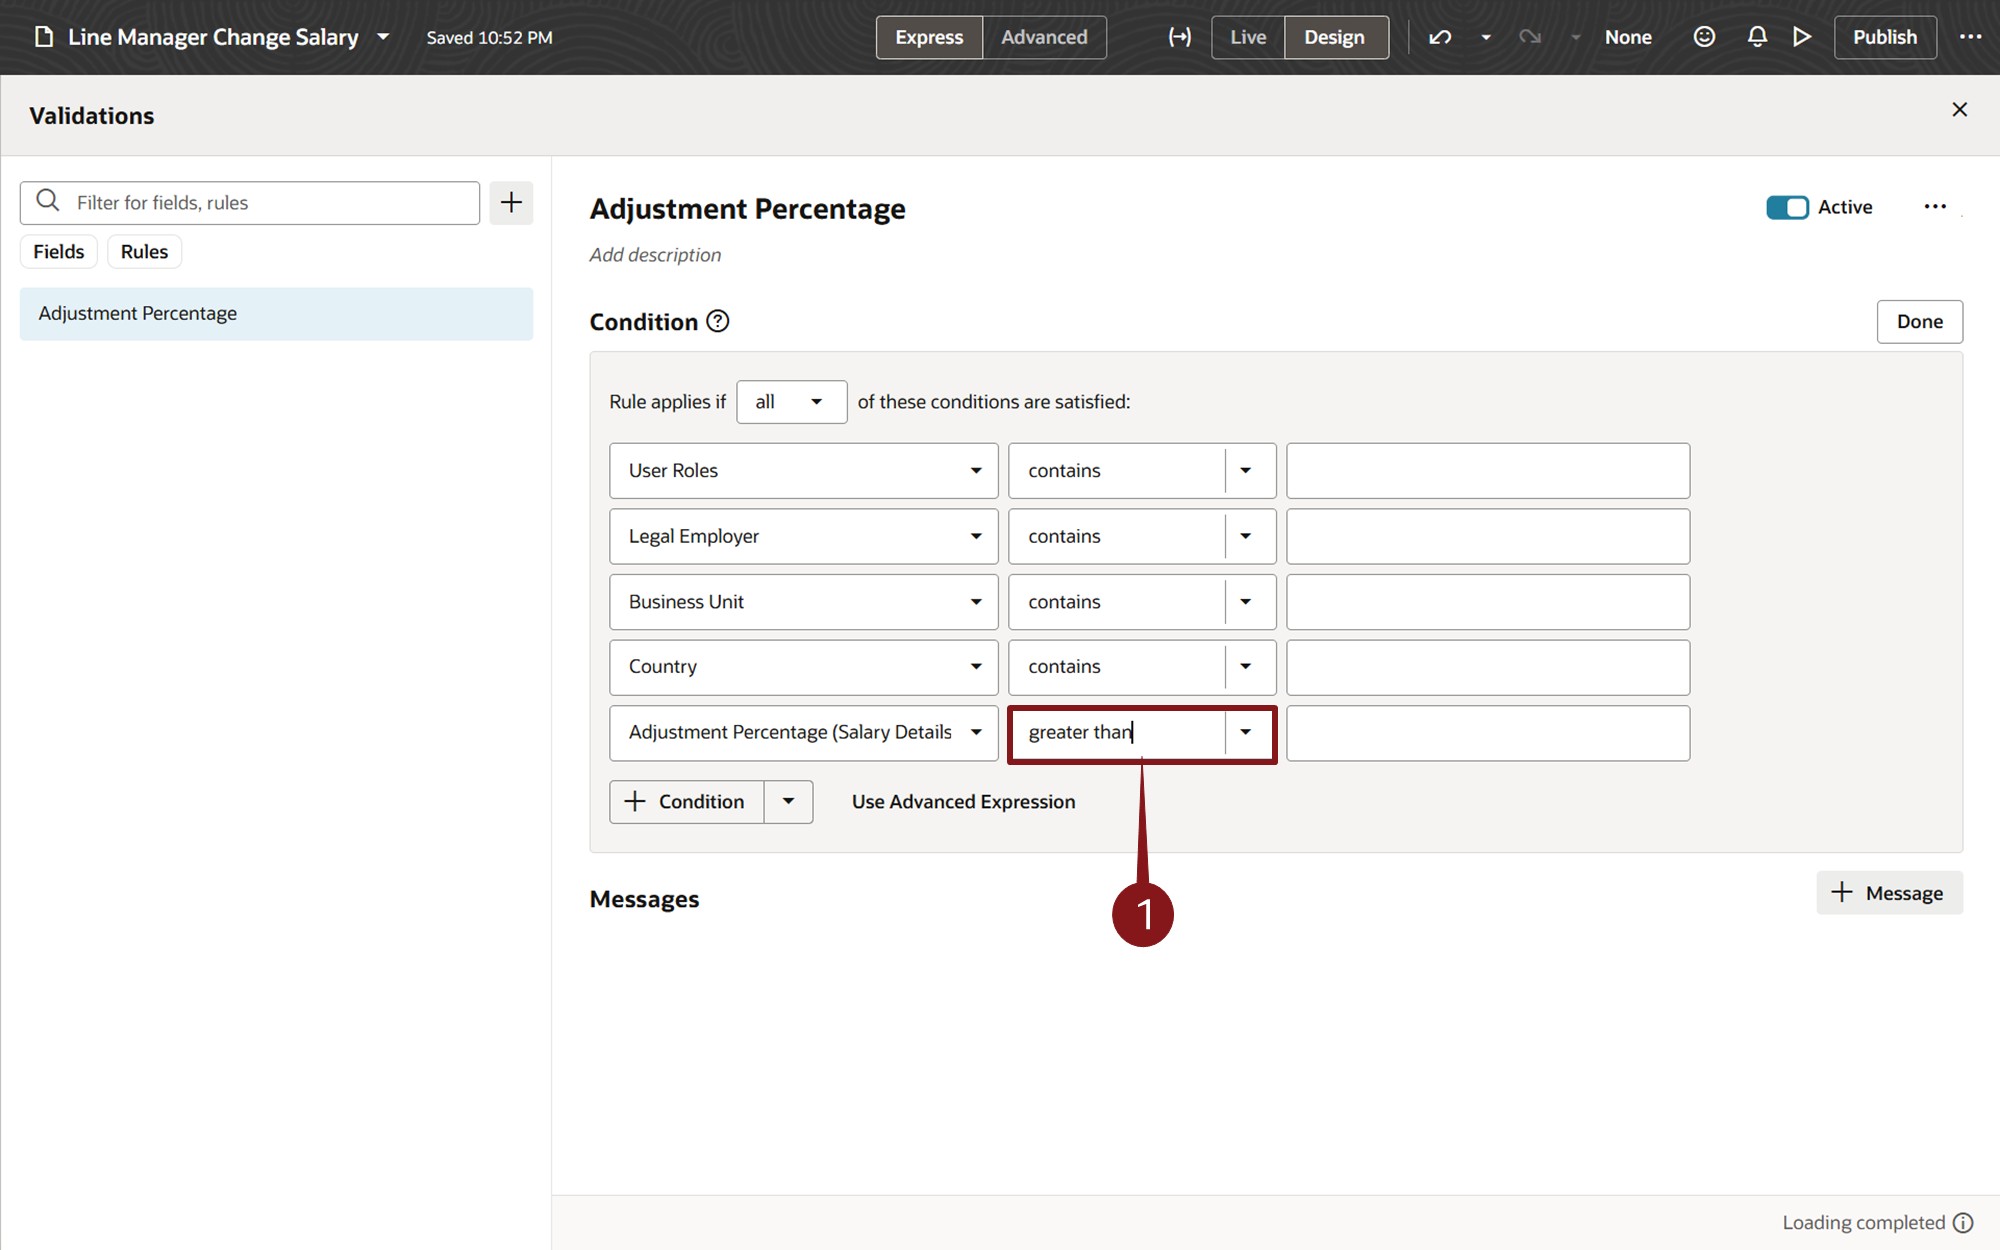 Line Manager Change Salary
Saved 10:52 PM
Express
Advanced
Live
Design
None
Publish
Validations
Filter for fields, rules
Fields
Rules
Adjustment Percentage
Adjustment Percentage
Active
Add description
Condition
Done
Rule applies if all of these conditions are satisfied:
User Roles contains
Legal Employer contains
Business Unit contains
Country contains
Adjustment Percentage (Salary Details greater than
Condition
Use Advanced Expression
Messages
Message
1
Loading completed